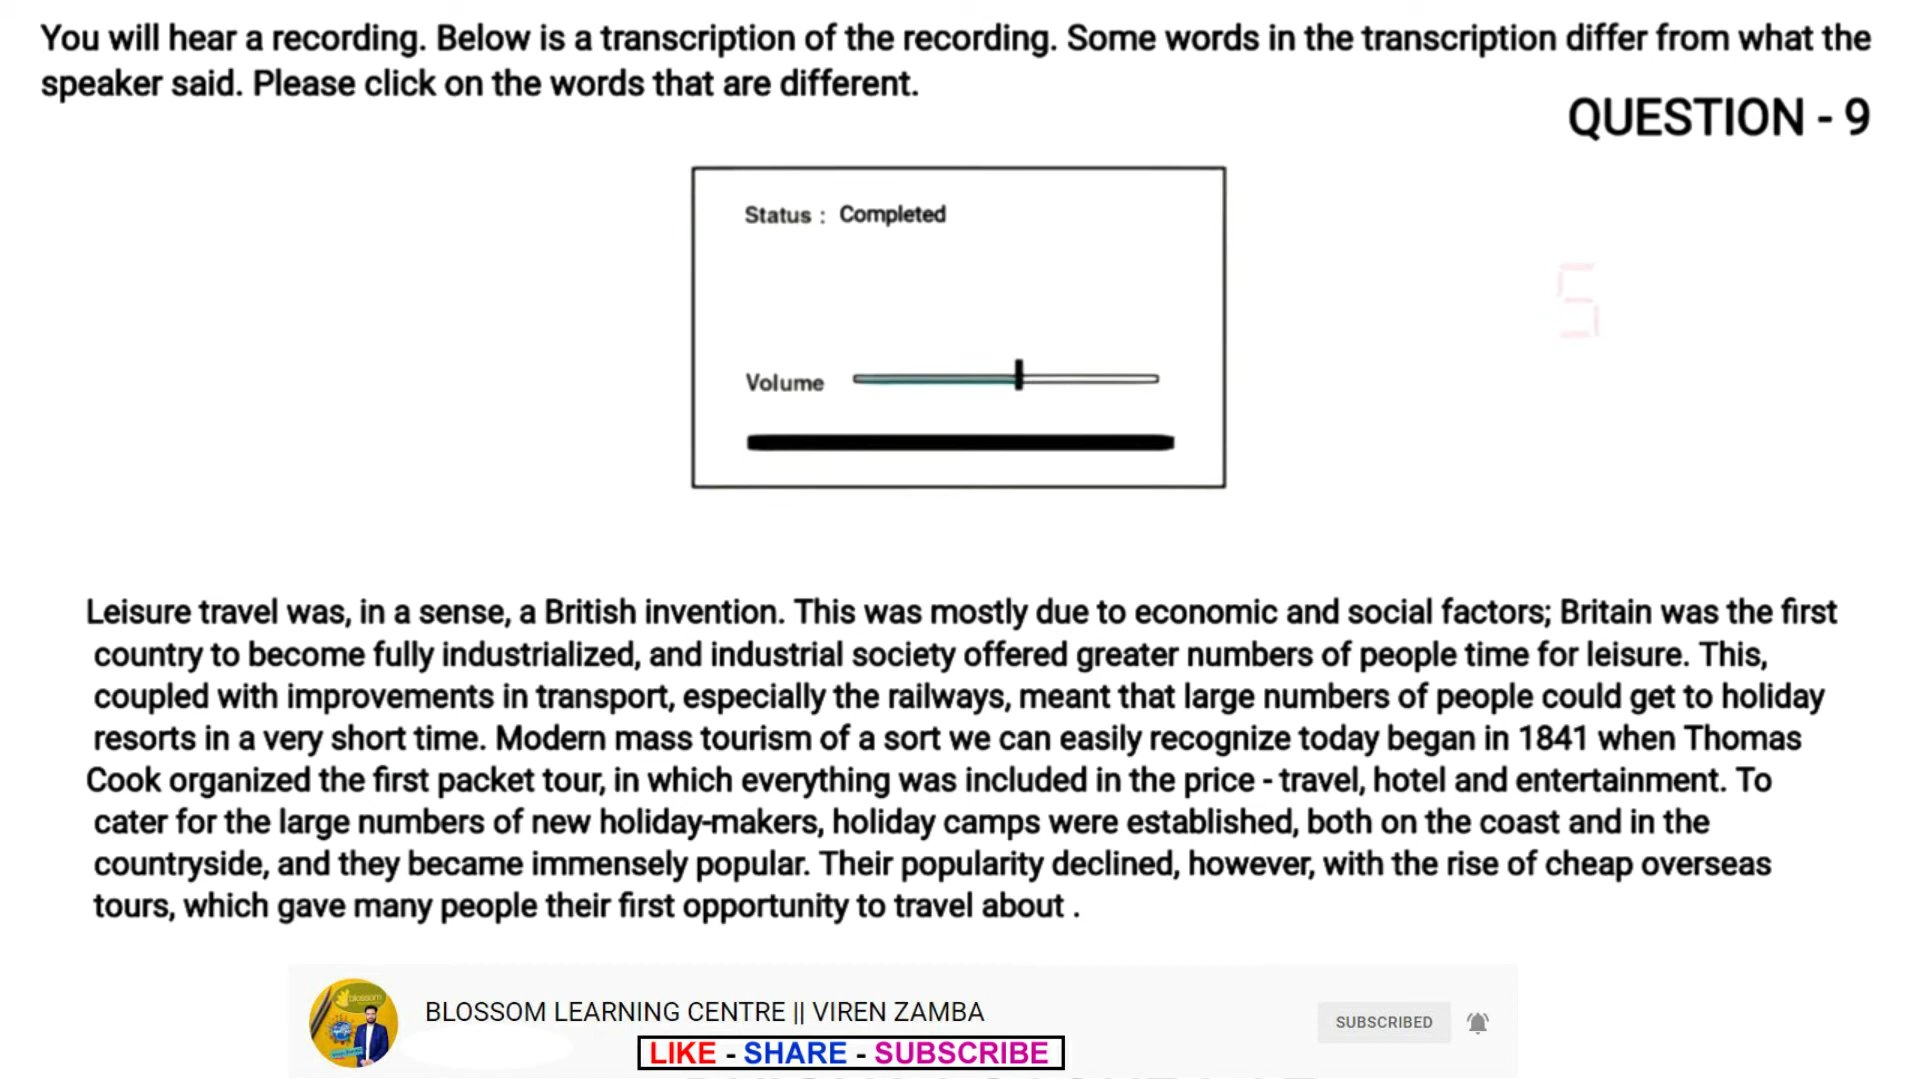 You will hear a recording. Below is a transcription of the recording. Some words in the transcription differ from what the
speaker said. Please click on the words that are different.
QUESTION - 9
Status : Completed
5
Volume
Leisure travel was, in a sense, a British invention. This was mostly due to economic and social factors; Britain was the first
country to become fully industrialized, and industrial society offered greater numbers of people time for leisure. This,
coupled with improvements in transport, especially the railways, meant that large numbers of people could get to holiday
resorts in a very short time. Modern mass tourism of a sort we can easily recognize today began in 1841 when Thomas
Cook organized the first packet tour, in which everything was included in the price - travel, hotel and entertainment. To
cater for the large numbers of new holiday-makers, holiday camps were established, both on the coast and in the
countryside, and they became immensely popular. Their popularity declined, however, with the rise of cheap overseas
tours, which gave many people their first opportunity to travel about .
blossom
BLOSSOM LEARNING CENTRE || VIREN ZAMBA
SUBSCRIBED
LIKE - SHARE - SUBSCRIBE